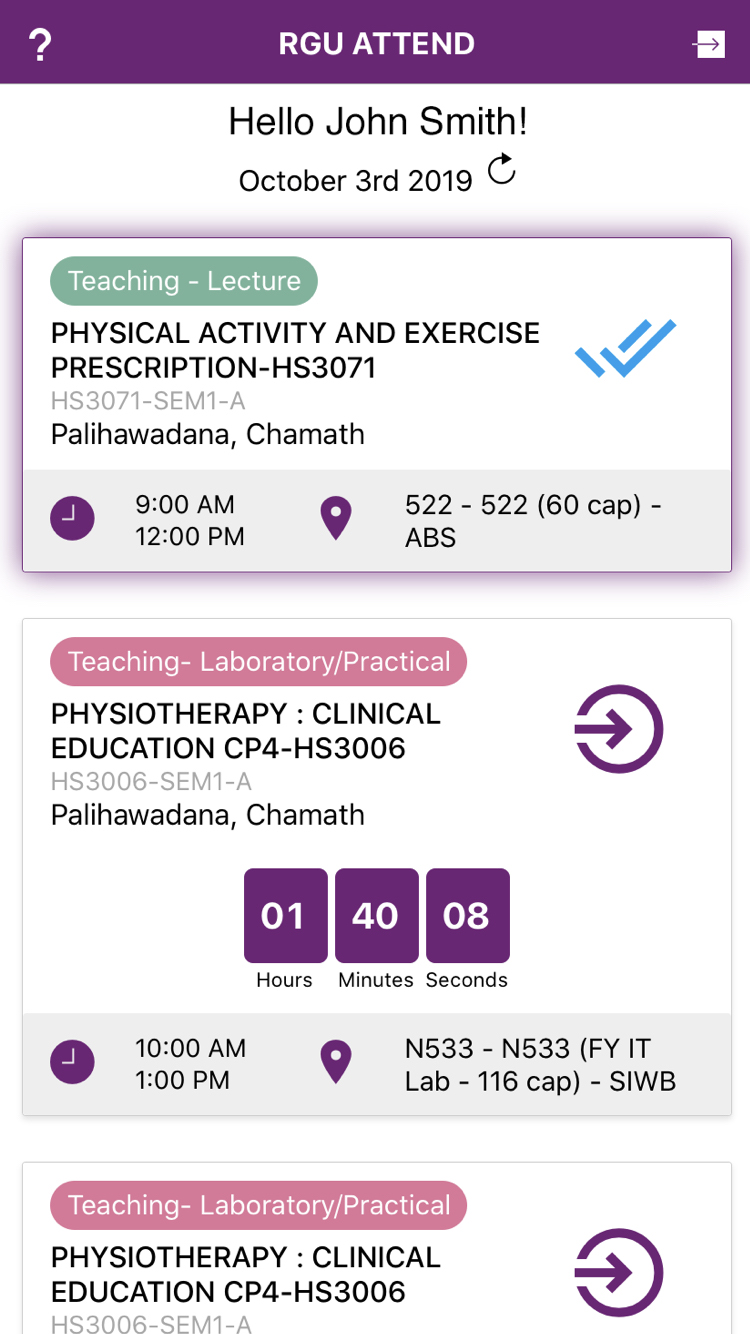 ?
RGU ATTEND
Hello John Smith!
October 3rd 2019
Teaching - Lecture
PHYSICAL ACTIVITY AND EXERCISE
PRESCRIPTION-HS3071
HS3071-SEM1-A
Palihawadana, Chamath
9:00 AM
12:00 PM
522 - 522 (60 cap) -
ABS
Teaching- Laboratory/Practical
PHYSIOTHERAPY : CLINICAL
EDUCATION CP4-HS3006
HS3006-SEM1-A
Palihawadana, Chamath
01 40 08
Hours Minutes Seconds
10:00 AM
1:00 PM
N533 - N533 (FY IT
Lab - 116 cap) - SIWB
Teaching- Laboratory/Practical
PHYSIOTHERAPY : CLINICAL
EDUCATION CP4-HS3006
HS3006-SEM1-A